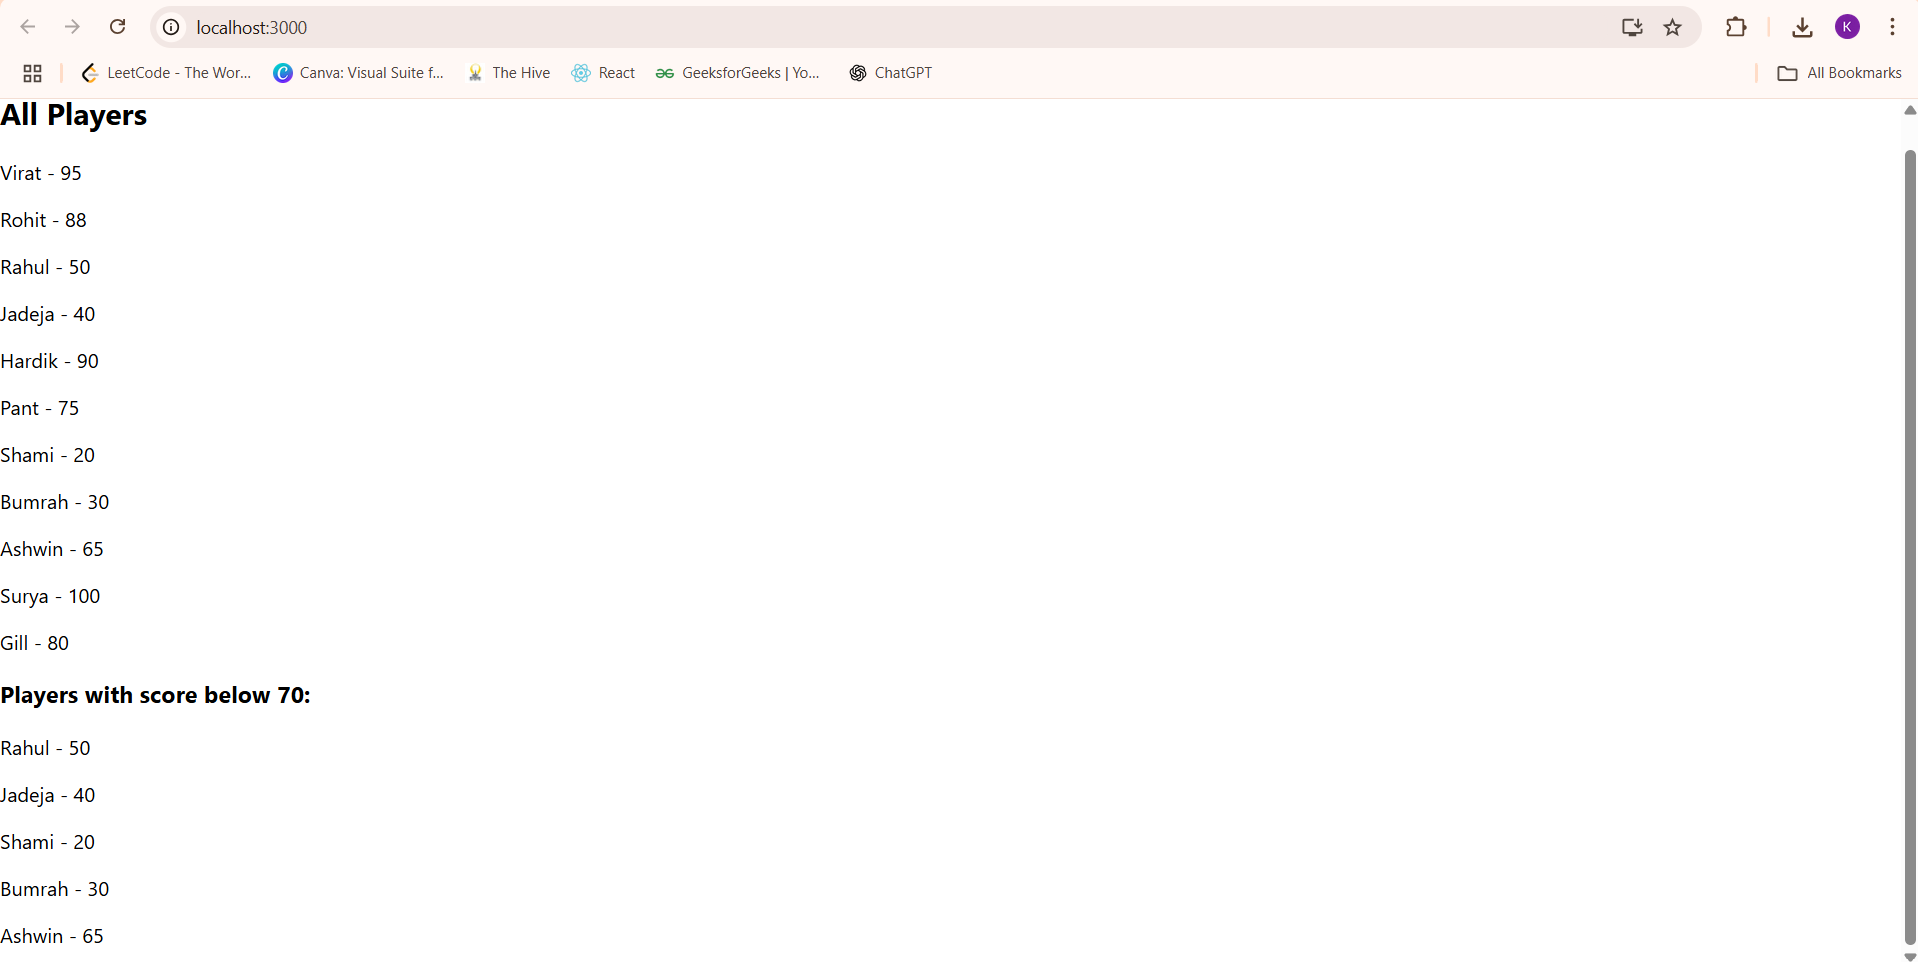 localhost:3000
LeetCode - The Wor...
Canva: Visual Suite f...
The Hive
React
GeeksforGeeks | Yo...
ChatGPT
All Bookmarks
K
All Players
Virat - 95
Rohit - 88
Rahul - 50
Jadeja - 40
Hardik - 90
Pant - 75
Shami - 20
Bumrah - 30
Ashwin - 65
Surya - 100
Gill - 80
Players with score below 70:
Rahul - 50
Jadeja - 40
Shami - 20
Bumrah - 30
Ashwin - 65